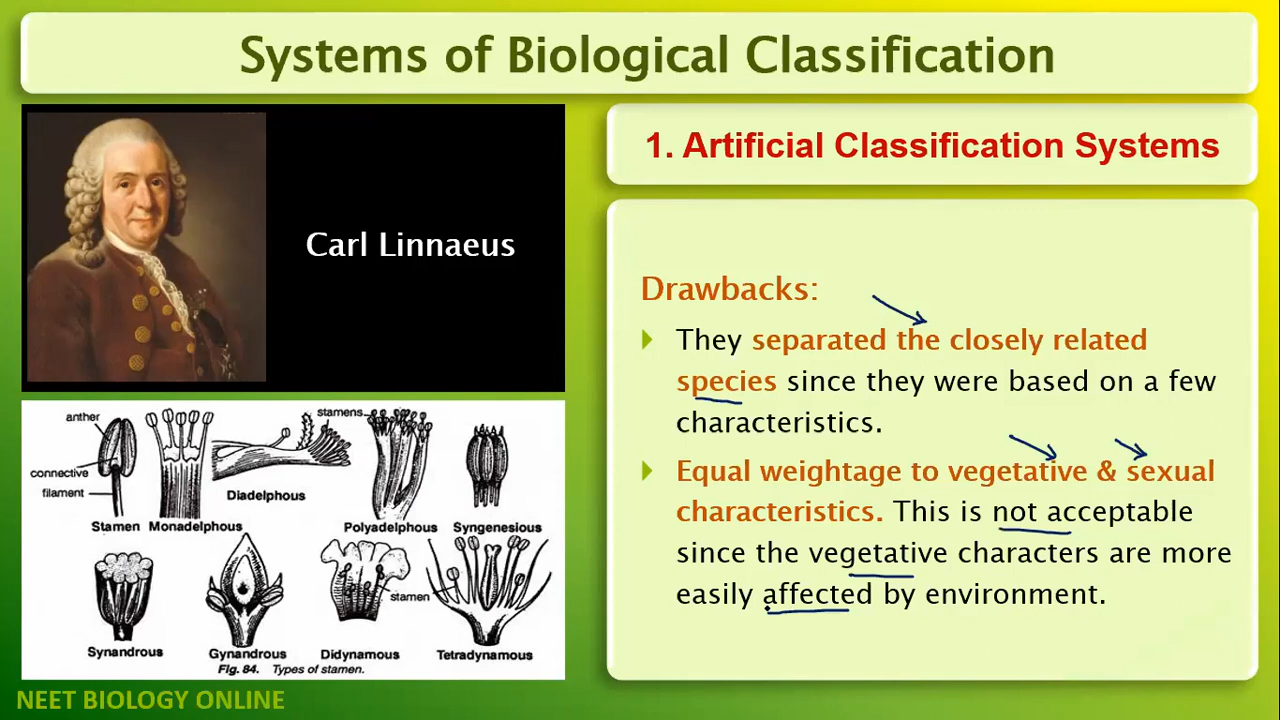 Systems of Biological Classification
Carl Linnaeus
1. Artificial Classification Systems
Drawbacks:
They separated the closely related
species since they were based on a few
characteristics.
Equal weightage to vegetative & sexual
characteristics. This is not acceptable
since the vegetative characters are more
easily affected by environment.
anther
connective
filament
stamens
Diadelphous
Stamen Monadelphous Polyadelphous Syngenesious
stamen
Synandrous Gynandrous Didynamous Tetradynamous
Fig. 84. Types of stamen.
NEET BIOLOGY ONLINE